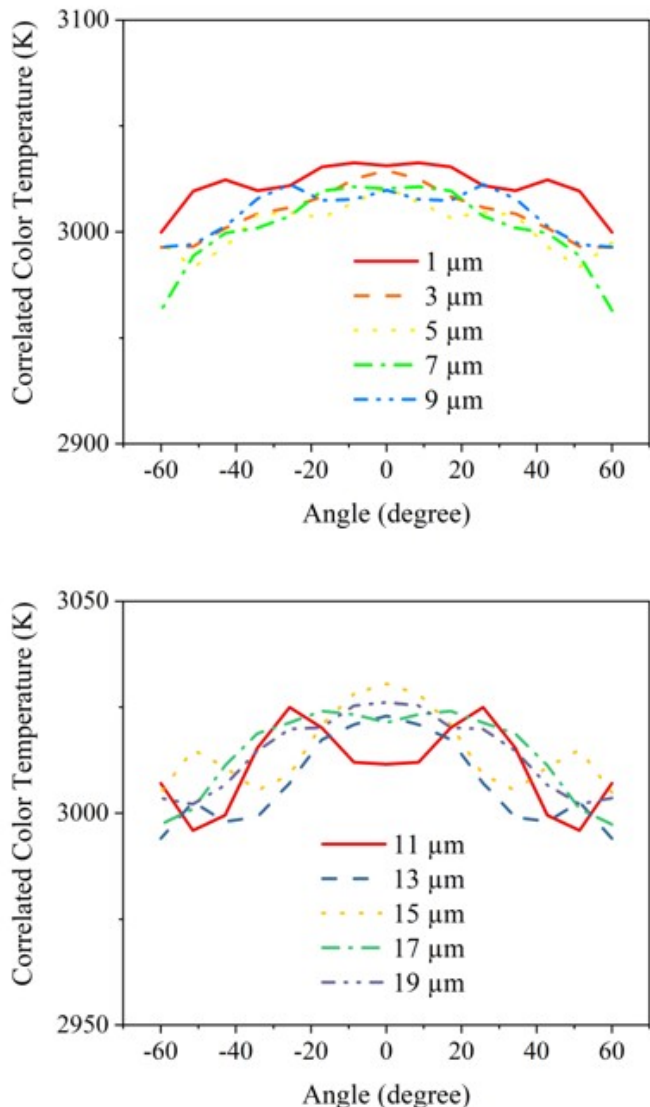 3100
3000
2900
Correlated Color Temperature (K)
1 µm
3 µm
5 µm
7 µm
9 µm
-60 -40 -20 0 20 40 60
Angle (degree)
3050
3000
2950
Correlated Color Temperature (K)
11 µm
13 µm
15 µm
17 µm
19 µm
-60 -40 -20 0 20 40 60
Angle (degree)